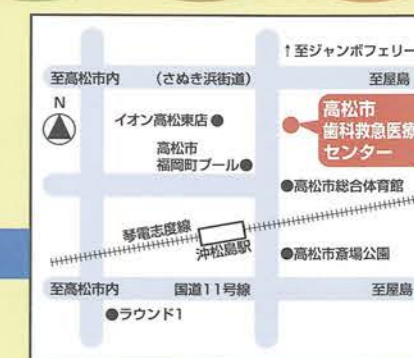 ↑至ジャンボフェリー
至高松市内 (さぬき浜街道) 至屋島
N
イオン高松東店●
高松市
歯科救急医療
センター
高松市
福岡町プール●
●高松市総合体育館
琴電志度線
沖松島駅
●高松市斎場公園
至高松市内 国道11号線 至屋島
●ラウンド1